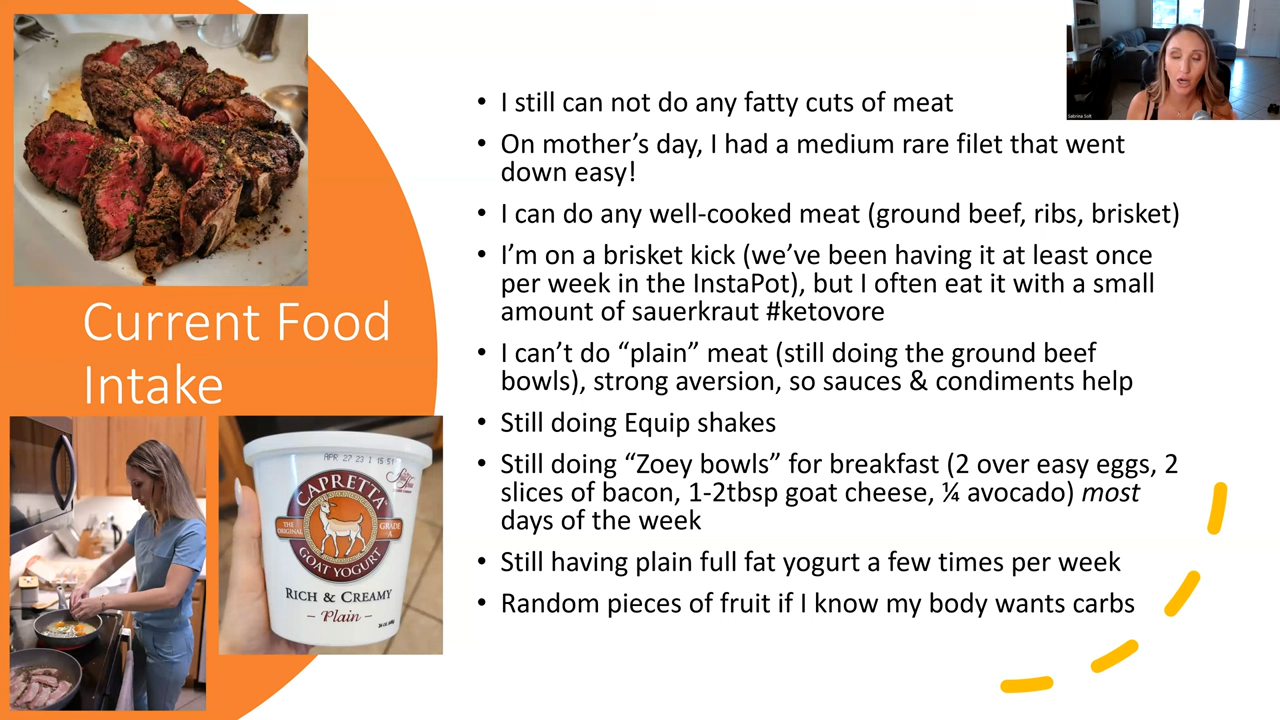 Current Food
Intake
• I still can not do any fatty cuts of meat
• On mother’s day, I had a medium rare filet that went
down easy!
• I can do any well-cooked meat (ground beef, ribs, brisket)
• I’m on a brisket kick (we’ve been having it at least once
per week in the InstaPot), but I often eat it with a small
amount of sauerkraut #ketovore
• I can’t do “plain” meat (still doing the ground beef
bowls), strong aversion, so sauces & condiments help
• Still doing Equip shakes
• Still doing “Zoey bowls” for breakfast (2 over easy eggs, 2
slices of bacon, 1-2tbsp goat cheese, ¼ avocado) most
days of the week
• Still having plain full fat yogurt a few times per week
• Random pieces of fruit if I know my body wants carbs
APR 27 23 1 15 51
CAPRETTA
THE
ORIGINAL
GRADE
A
GOAT YOGURT
RICH & CREAMY
– Plain –
Sabrina Solt